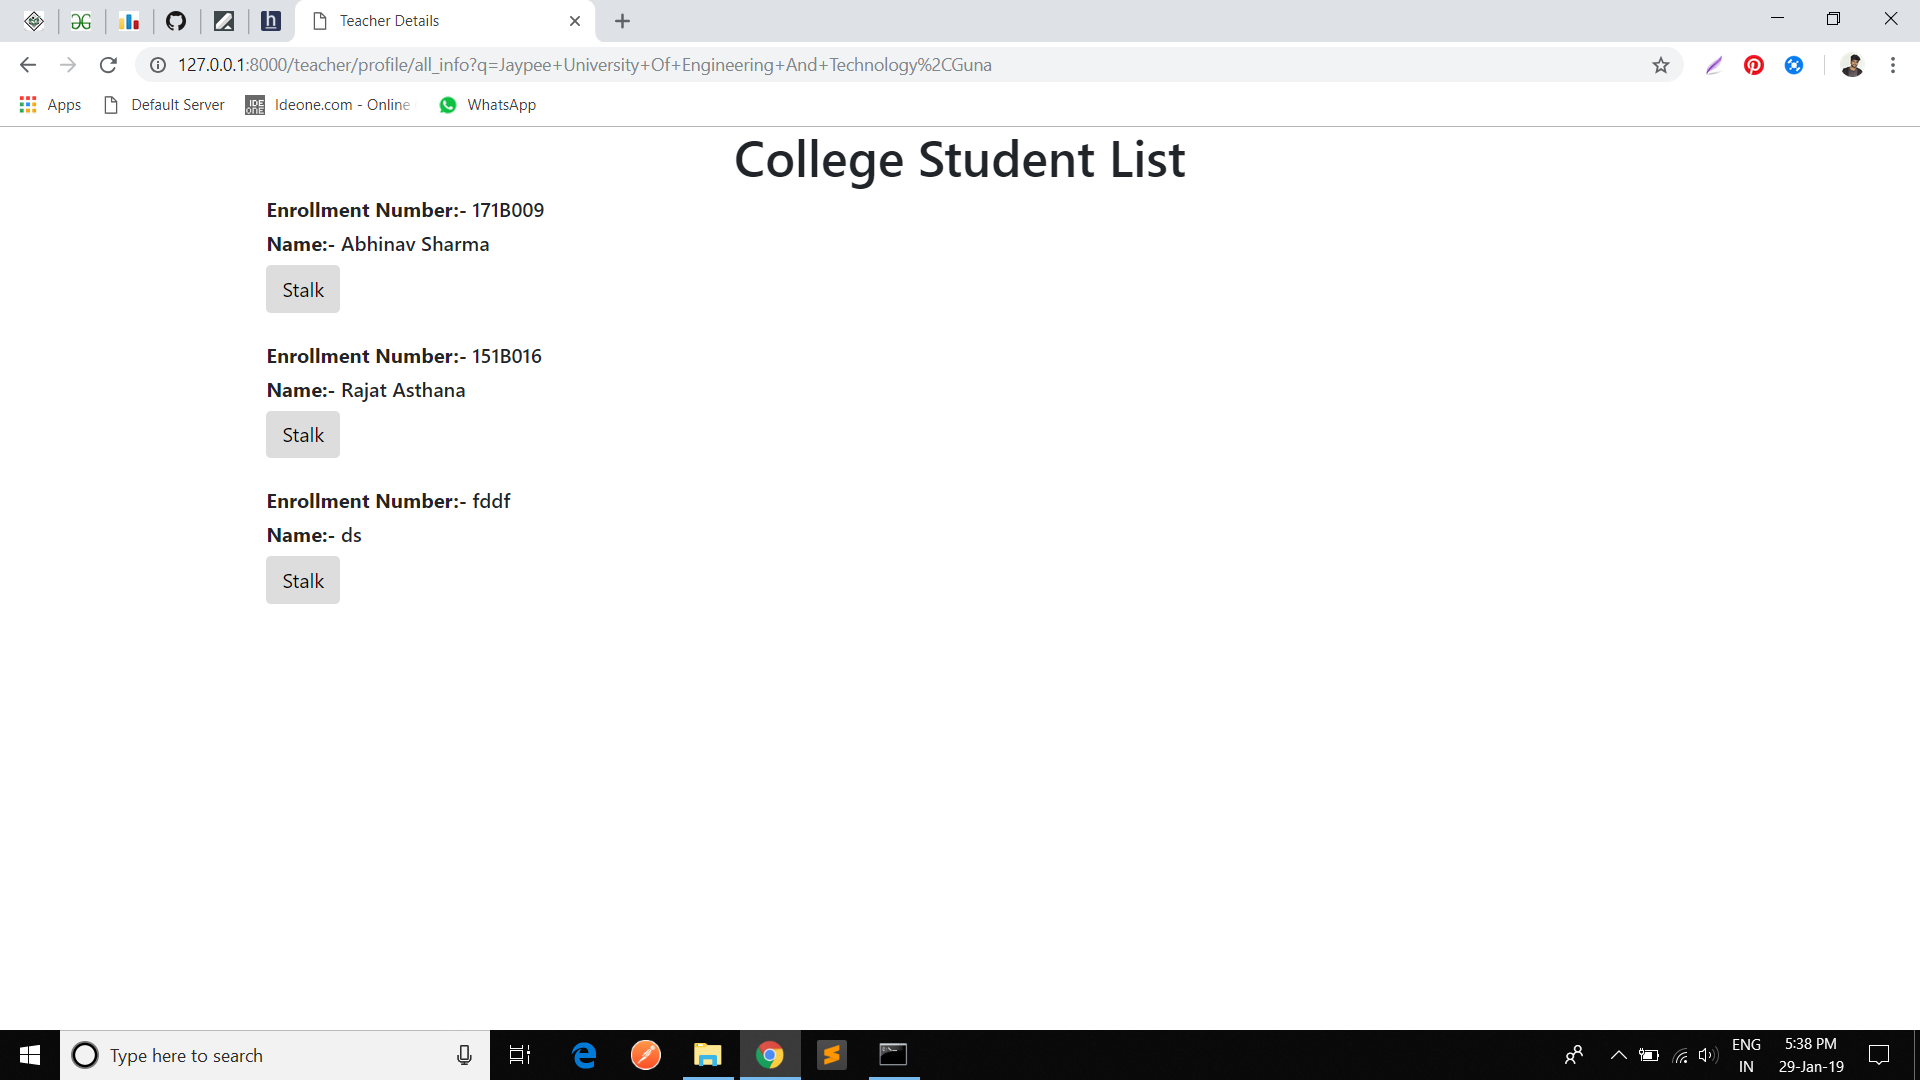 Teacher Details
127.0.0.1:8000/teacher/profile/all_info?q=Jaypee+University+Of+Engineering+And+Technology%2CGuna
Apps Default Server Ideone.com - Online WhatsApp
College Student List
Enrollment Number:- 171B009
Name:- Abhinav Sharma
Stalk
Enrollment Number:- 151B016
Name:- Rajat Asthana
Stalk
Enrollment Number:- fddf
Name:- ds
Stalk
Type here to search
ENG
IN
5:38 PM
29-Jan-19